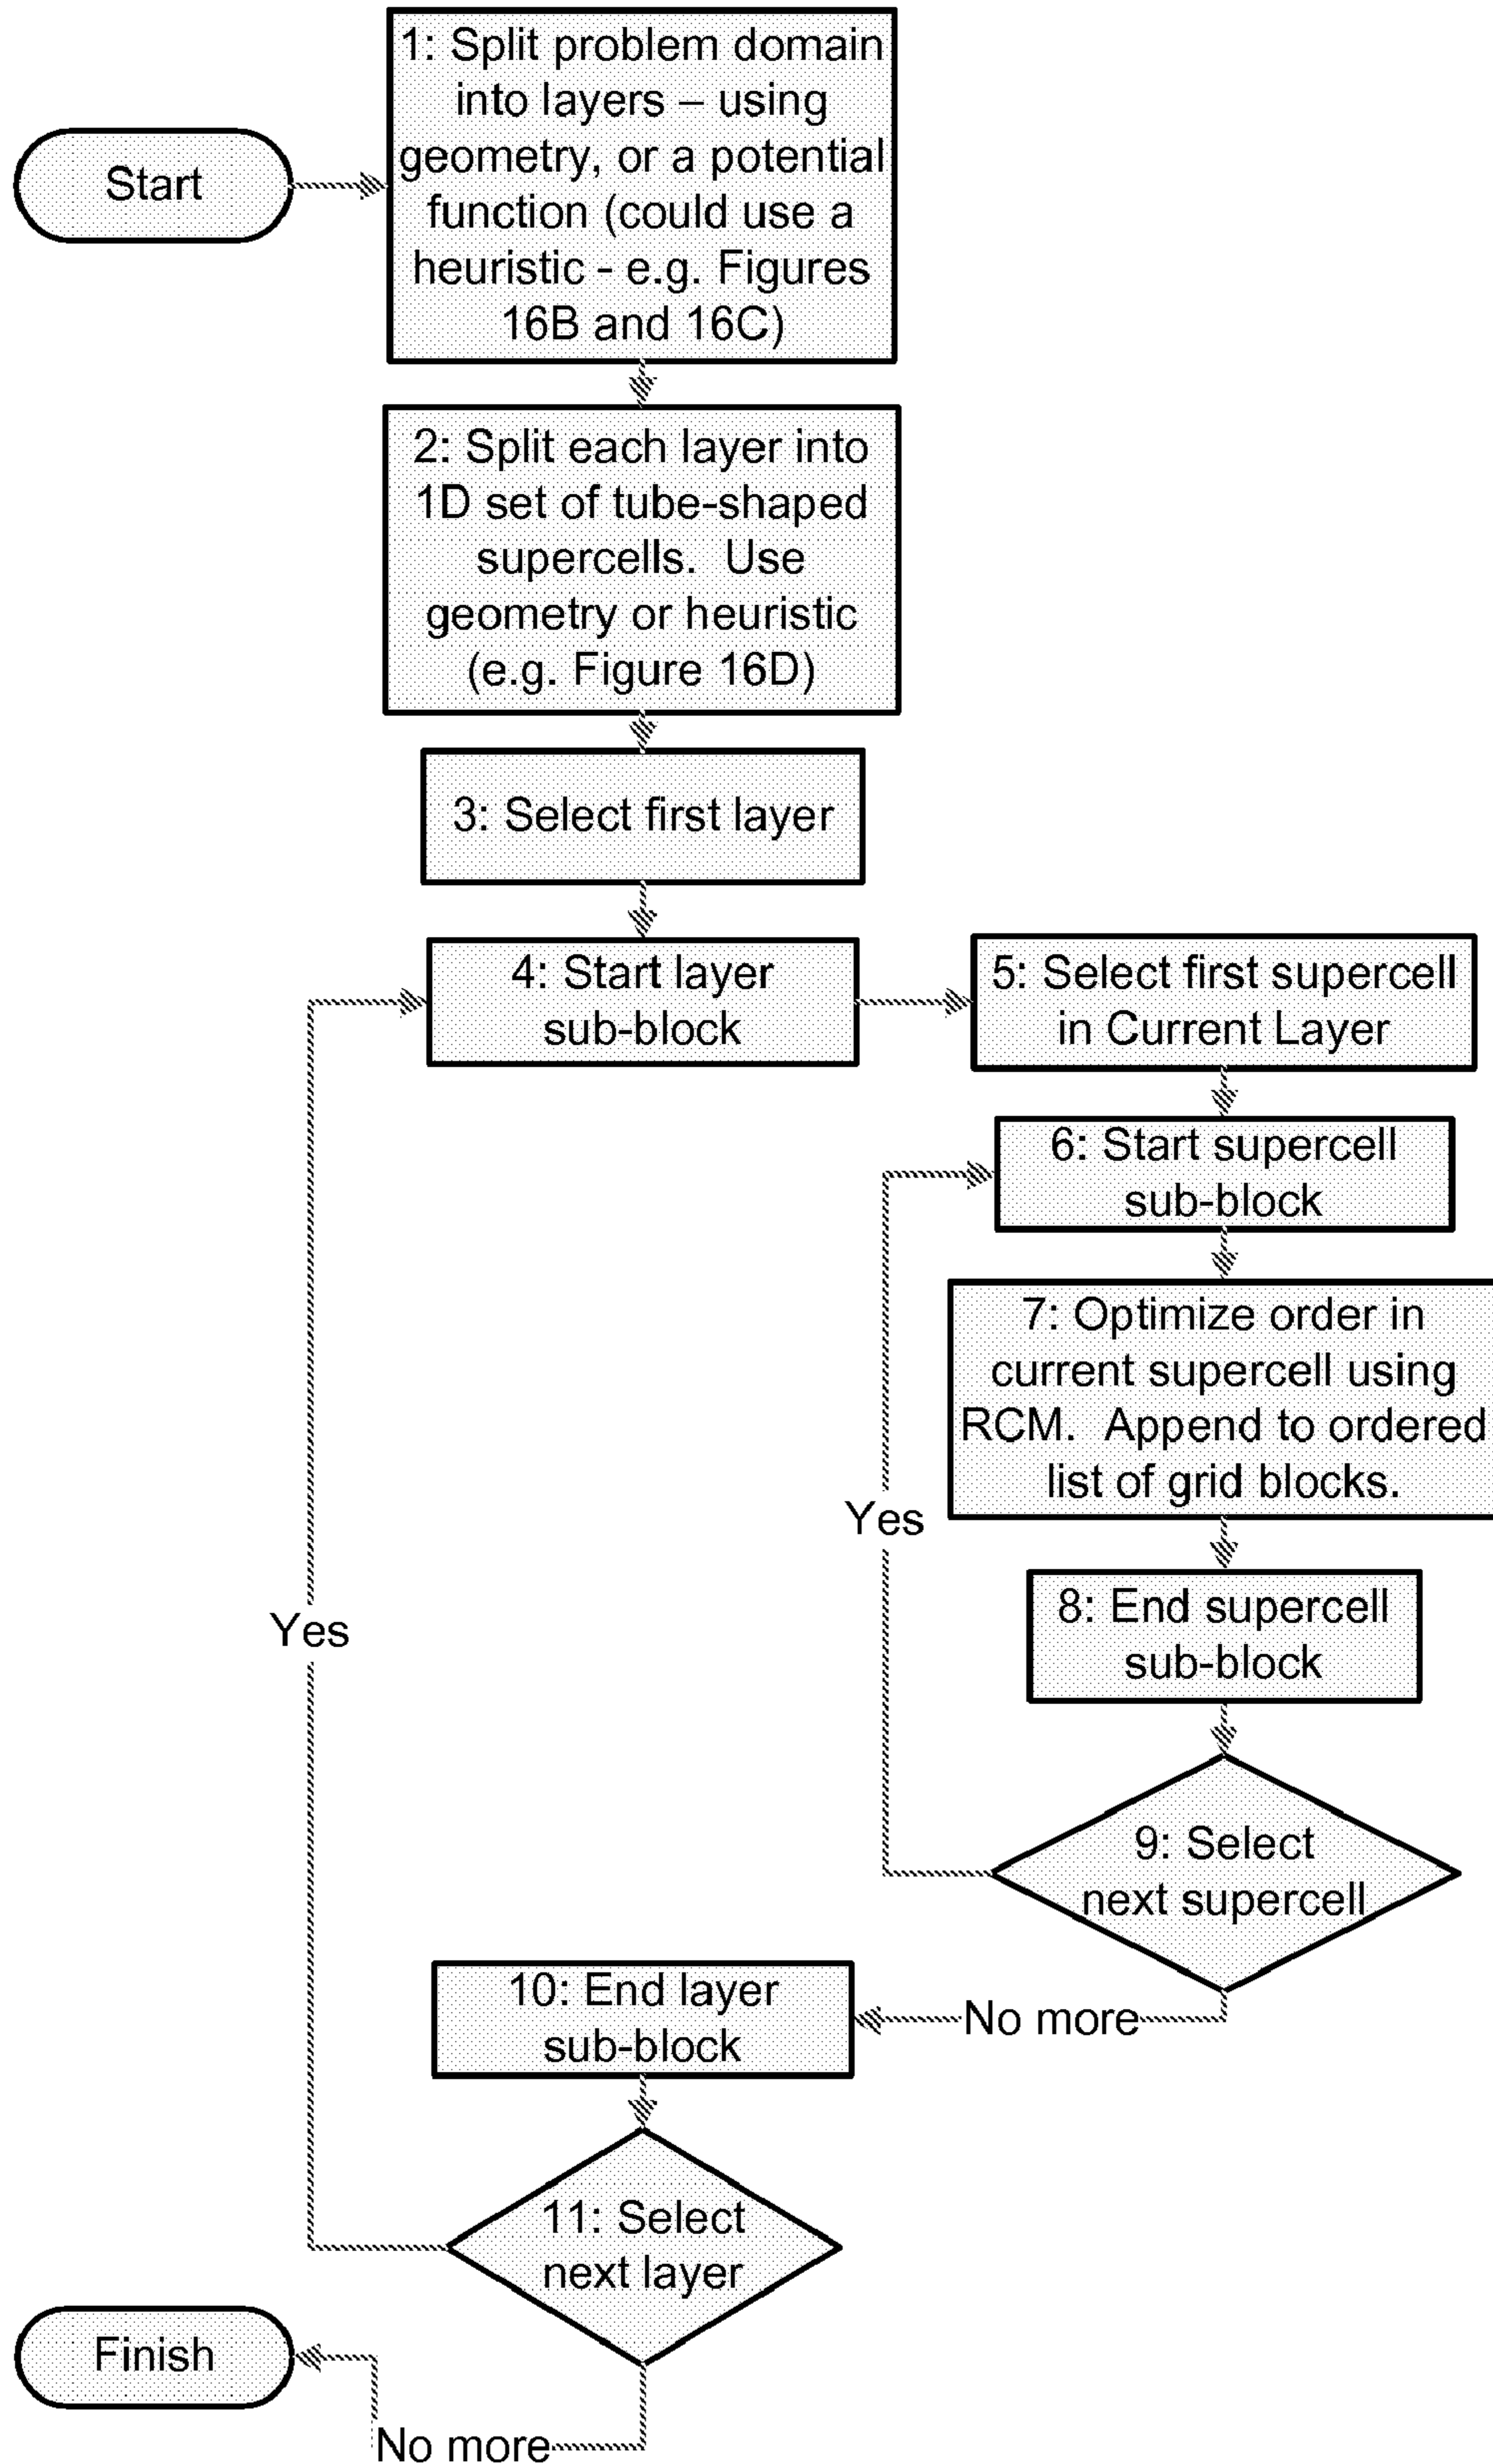 Start
1: Split problem domain
into layers – using
geometry, or a potential
function (could use a
heuristic - e.g. Figures
16B and 16C)
2: Split each layer into
1D set of tube-shaped
supercells. Use
geometry or heuristic
(e.g. Figure 16D)
3: Select first layer
4: Start layer
sub-block
5: Select first supercell
in Current Layer
6: Start supercell
sub-block
7: Optimize order in
current supercell using
RCM. Append to ordered
list of grid blocks.
Yes
8: End supercell
sub-block
Yes
9: Select
next supercell
10: End layer
sub-block
No more
11: Select
next layer
Finish
No more